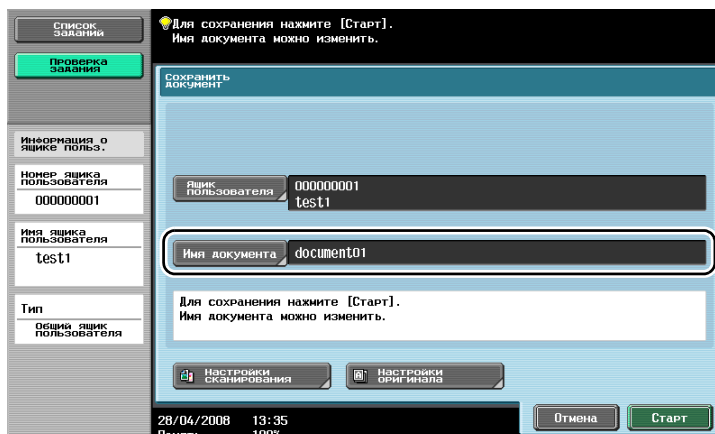 Список
заданий
Проверка
задания
Информация о
ящике польз.
Номер ящика
пользователя
000000001
Имя ящика
пользователя
test1
Тип
Общий ящик
пользователя
Для сохранения нажмите [Старт].
Имя документа можно изменить.
Сохранить
документ
Ящик
пользователя
000000001
test1
Имя документа
document01
Для сохранения нажмите [Старт].
Имя документа можно изменить.
Настройки
сканирования
Настройки
оригинала
28/04/2008 13:35
Отмена
Старт